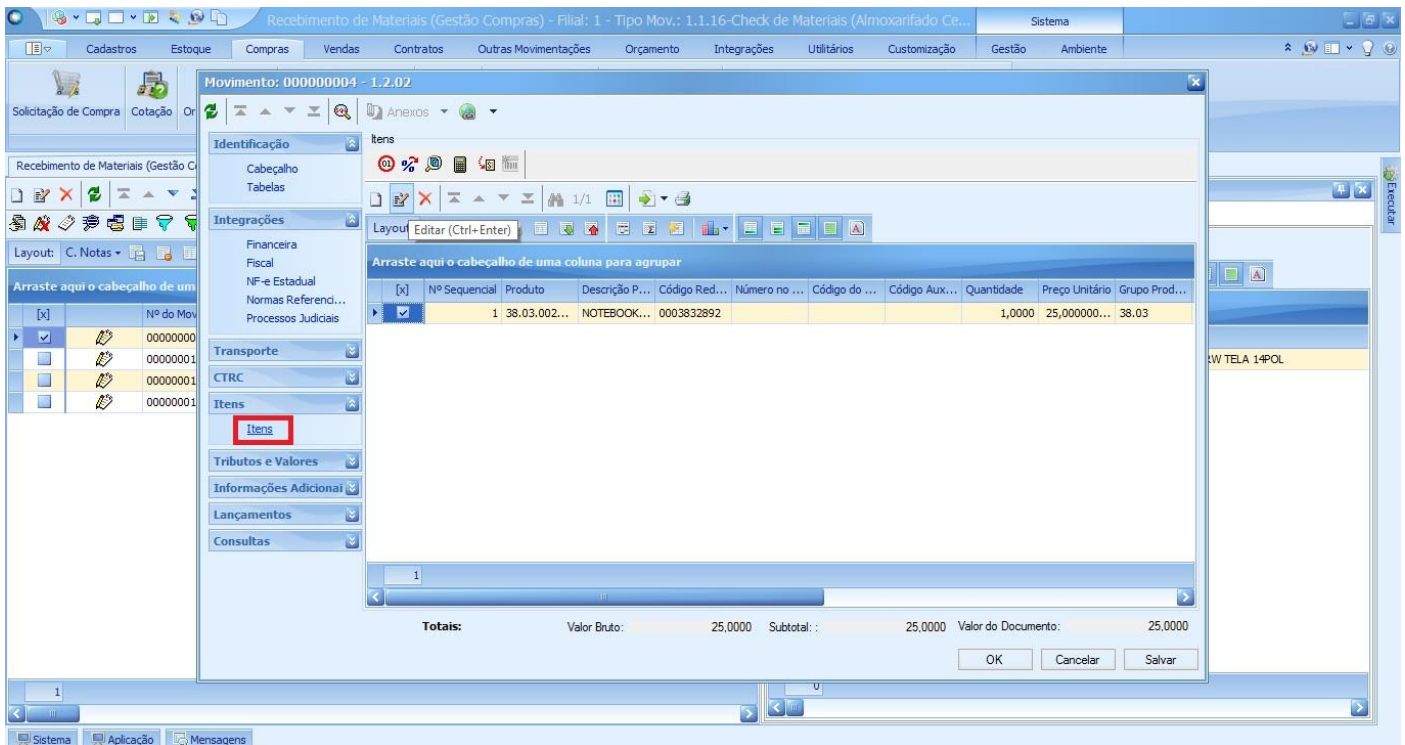 Recebimento de Materiais (Gestão Compras) - Filial: 1 - Tipo Mov.: 1.1.16-Check de Materiais (Almoxarifado Ce...
Sistema
Cadastros Estoque Compras Vendas Contratos Outras Movimentações Orçamento Integrações Utilitários Customização Gestão Ambiente
Solicitação de Compra Cotação Or
Movimento: 000000004 - 1.2.02
Anexos
Identificação
Cabeçalho
Tabelas
Integrações
Financeira
Fiscal
NF-e Estadual
Normas Referenci...
Processos Judiciais
Transporte
CTRC
Itens
Itens
Tributos e Valores
Informações Adicionai
Lançamentos
Consultas
Itens
1/1
Layout
Editar (Ctrl+Enter)
Arraste aqui o cabeçalho de uma coluna para agrupar
[x] Nº Sequencial Produto Descrição P... Código Red... Número no ... Código do ... Código Aux... Quantidade Preço Unitário Grupo Prod...
1 38.03.002... NOTEBOOK... 0003832892 1,0000 25,000000... 38.03
1
Totais: Valor Bruto: 25,0000 Subtotal: : 25,0000 Valor do Documento: 25,0000
OK Cancelar Salvar
Recebimento de Materiais (Gestão C
Layout: C. Notas
Arraste aqui o cabeçalho de um
[x] Nº do Mov
00000000
00000001
00000001
00000001
1
TELA 14POL
0
Executar
Sistema Aplicação Mensagens